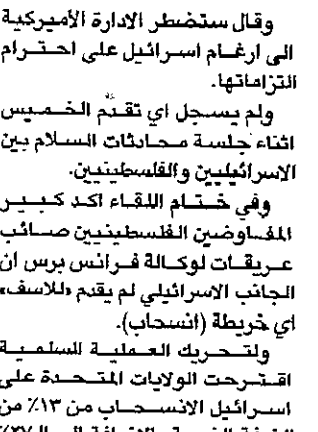 وقال ستضطر الادارة الأميركية
الى ارغام اسرائيل على احترام
التزاماتها.
ولم يسجل اي تقدم الخميس
اثناء جلسة محادثات السلام بين
الاسرائيليين والفلسطينيين.
وفي ختام اللقاء اكد كبير
المفاوضين الفلسطينيين صائب
عريقات لوكالة فرانس برس ان
الجانب الاسرائيلي لم يقدم «للاسف»
اي خريطة (انسحاب).
ولتحريك العملية السلمية
اقترحت الولايات المتحدة على
اسرائيل الانسحاب من ١٣٪ من